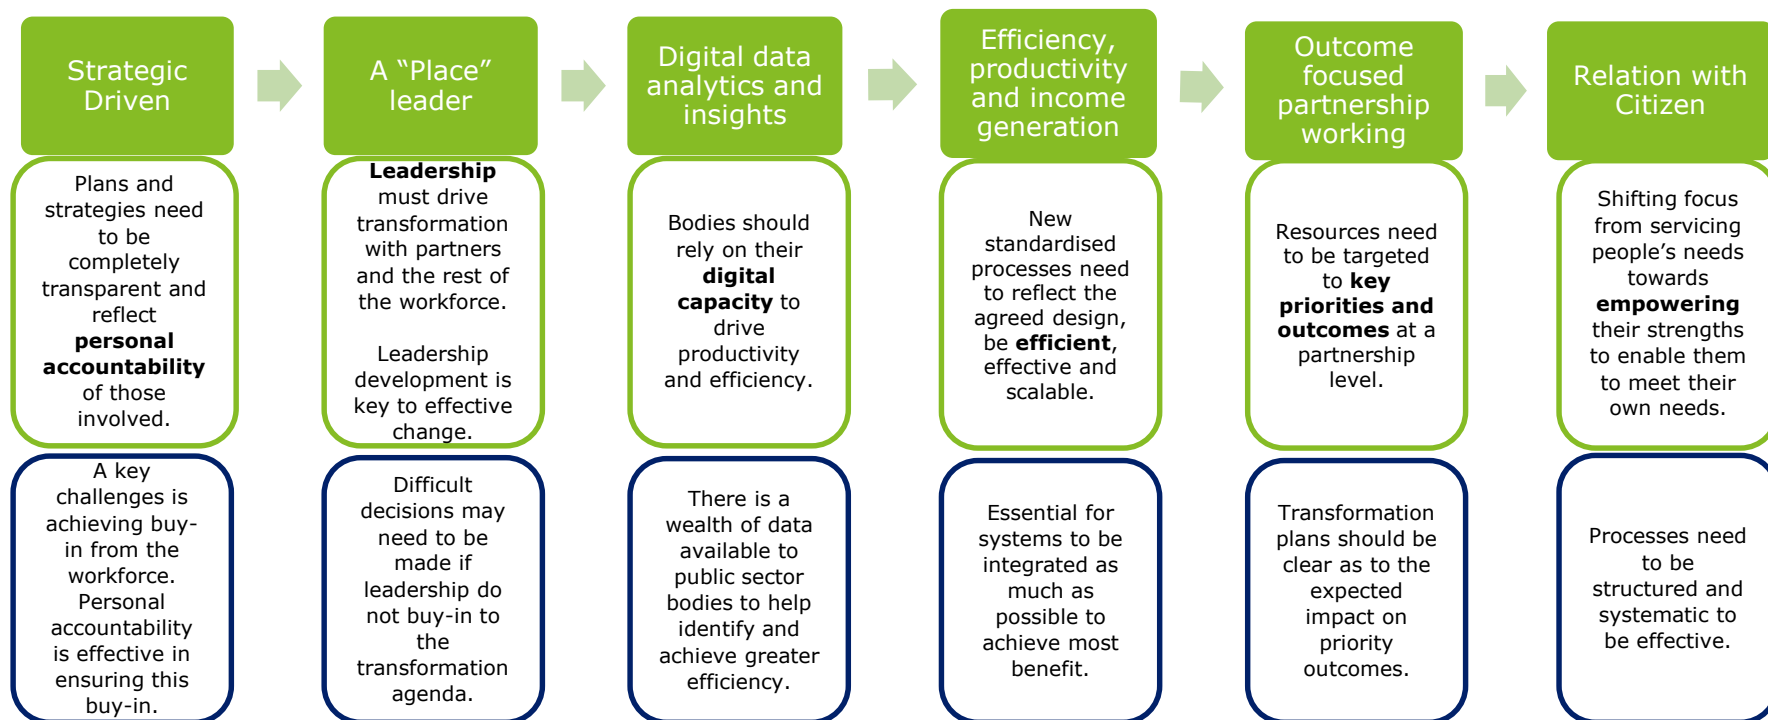 Strategic
Driven
A “Place”
leader
Digital data
analytics and
insights
Efficiency,
productivity
and income
generation
Outcome
focused
partnership
working
Relation with
Citizen
Plans and
strategies need
to be
completely
transparent and
reflect
personal
accountability
of those
involved.
Leadership
must drive
transformation
with partners
and the rest of
the workforce.
Leadership
development is
key to effective
change.
Bodies should
rely on their
digital
capacity to
drive
productivity
and efficiency.
New
standardised
processes need
to reflect the
agreed design,
be efficient,
effective and
scalable.
Resources need
to be targeted
to key
priorities and
outcomes at a
partnership
level.
Shifting focus
from servicing
people’s needs
towards
empowering
their strengths
to enable them
to meet their
own needs.
A key
challenges is
achieving buy-
in from the
workforce.
Personal
accountability
is effective in
ensuring this
buy-in.
Difficult
decisions may
need to be
made if
leadership do
not buy-in to
the
transformation
agenda.
There is a
wealth of data
available to
public sector
bodies to help
identify and
achieve greater
efficiency.
Essential for
systems to be
integrated as
much as
possible to
achieve most
benefit.
Transformation
plans should be
clear as to the
expected
impact on
priority
outcomes.
Processes need
to be
structured and
systematic to
be effective.